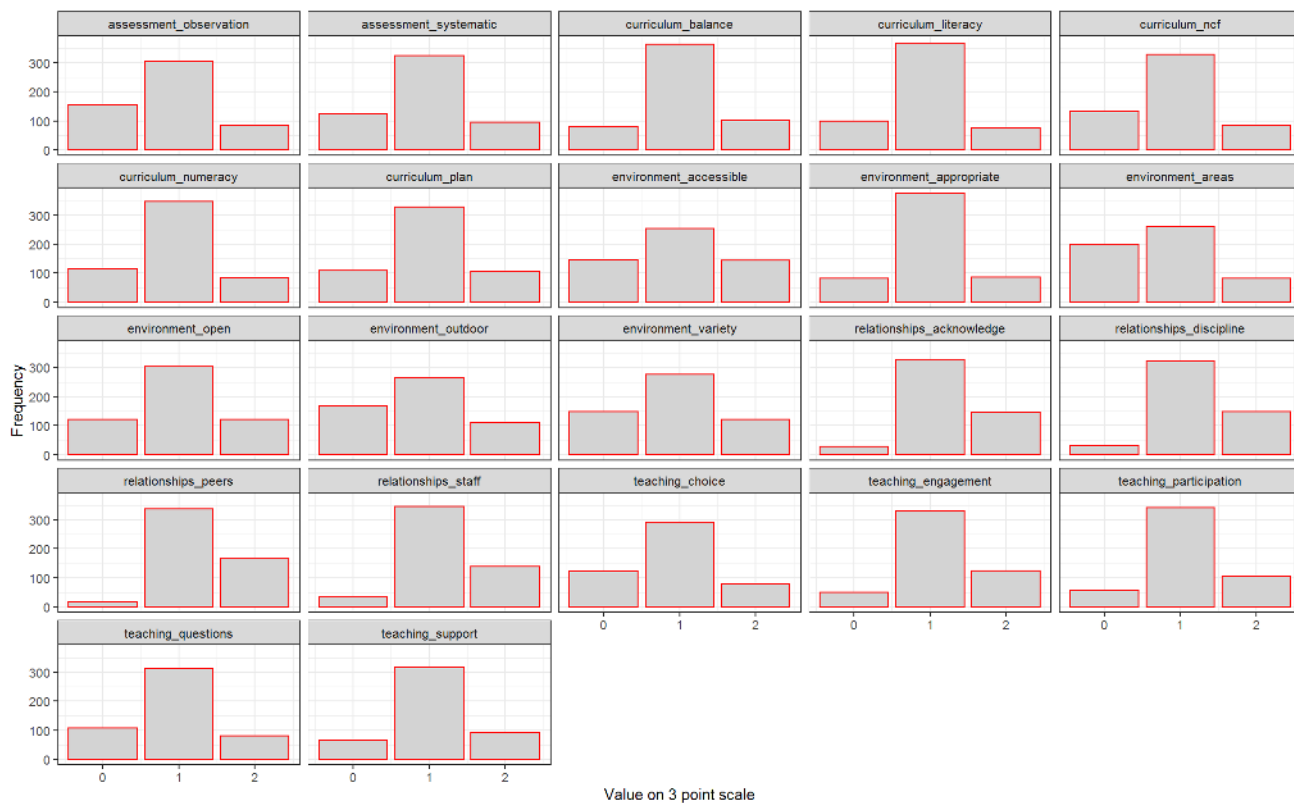 assessment_observation assessment_systematic curriculum_balance curriculum_literacy curriculum_ncf
300
200
100
0
curriculum_numeracy curriculum_plan environment_accessible environment_appropriate environment_areas
300
200
100
0
environment_open environment_outdoor environment_variety relationships_acknowledge relationships_discipline
300
200
100
0
Frequency
relationships_peers relationships_staff teaching_choice teaching_engagement teaching_participation
300
200
100
0
0 1 2 0 1 2 0 1 2
teaching_questions teaching_support
300
200
100
0
0 1 2 0 1 2
Value on 3 point scale